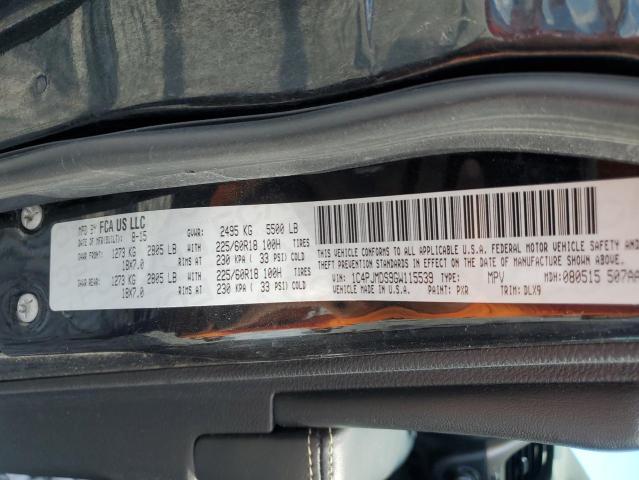 MFG BY FCA US LLC
DATE OF MFR(BUILT): 8-15 GVWR: 2495 KG 5500 LB
GAWR FRONT: 1273 KG 2805 LB WITH 225/60R18 100H TIRES
18X7.0 RIMS AT 230 KPA ( 33 PSI) COLD
GAWR REAR: 1273 KG 2805 LB WITH 225/60R18 100H TIRES
18X7.0 RIMS AT 230 KPA ( 33 PSI) COLD
THIS VEHICLE CONFORMS TO ALL APPLICABLE U.S.A. FEDERAL MOTOR VEHICLE SAFETY AND
THEFT PREVENTION STANDARDS IN EFFECT ON THE DATE OF MANUFACTURE SHOWN ABOVE.
VIN: 1C4PJMDS9GW115539 TYPE: MPV MDH: 080515 507AA
VEHICLE MADE IN U.S.A. PAINT: PXR TRIM: DLX9